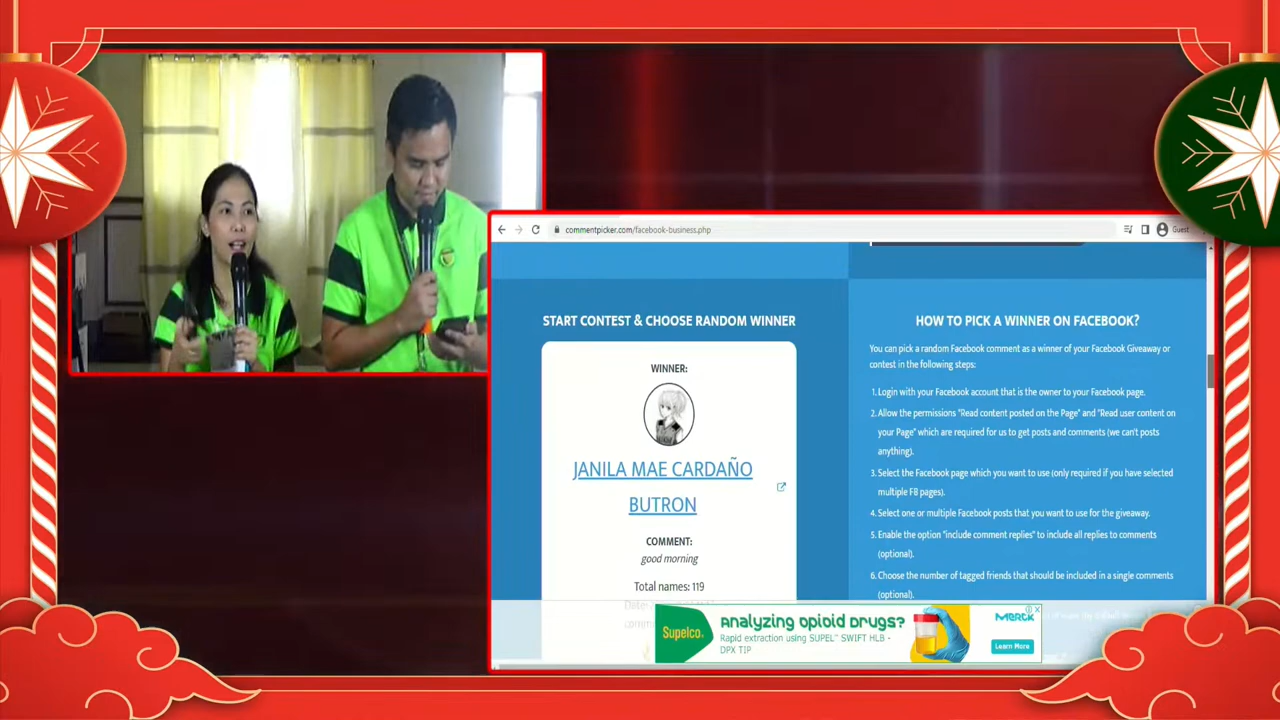 commentpicker.com/facebook-business.php
Guest
START CONTEST & CHOOSE RANDOM WINNER
WINNER:
JANILA MAE CARDAÑO
BUTRON
COMMENT:
good morning
Total names: 119
HOW TO PICK A WINNER ON FACEBOOK?
You can pick a random Facebook comment as a winner of your Facebook Giveaway or
contest in the following steps:
1. Login with your Facebook account that is the owner to your Facebook page.
2. Allow the permissions "Read content posted on the Page" and "Read user content on
your Page" which are required for us to get posts and comments (we can't posts
anything).
3. Select the Facebook page which you want to use (only required if you have selected
multiple FB pages).
4. Select one or multiple Facebook posts that you want to use for the giveaway.
5. Enable the option "include comment replies" to include all replies to comments
(optional).
6. Choose the number of tagged friends that should be included in a single comments
(optional).
Supelco.
Analyzing opioid drugs?
Rapid extraction using SUPEL™ SWIFT HLB -
DPX TIP
Merck
Learn More